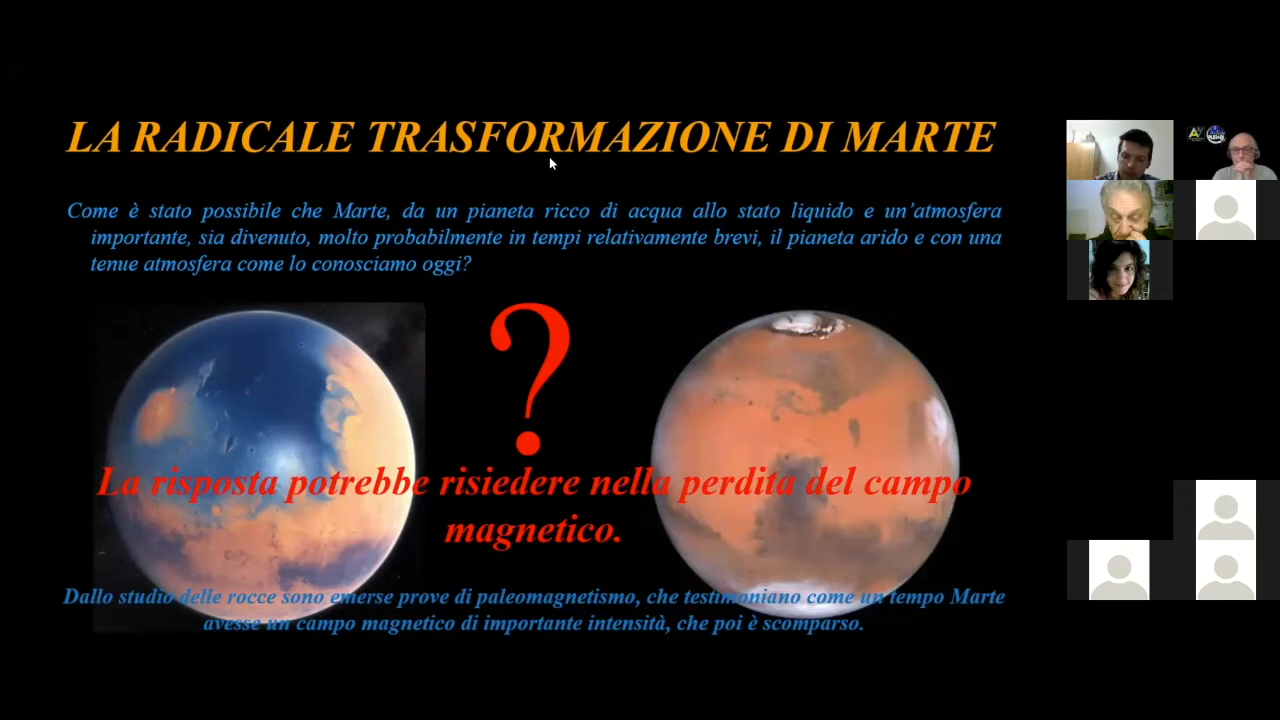 LA RADICALE TRASFORMAZIONE DI MARTE
Come è stato possibile che Marte, da un pianeta ricco di acqua allo stato liquido e un'atmosfera
importante, sia divenuto, molto probabilmente in tempi relativamente brevi, il pianeta arido e con una
tenue atmosfera come lo conosciamo oggi?
?
La risposta potrebbe risiedere nella perdita del campo
magnetico.
Dallo studio delle rocce sono emerse prove di paleomagnetismo, che testimoniano come un tempo Marte
avesse un campo magnetico di importante intensità, che poi è scomparso.